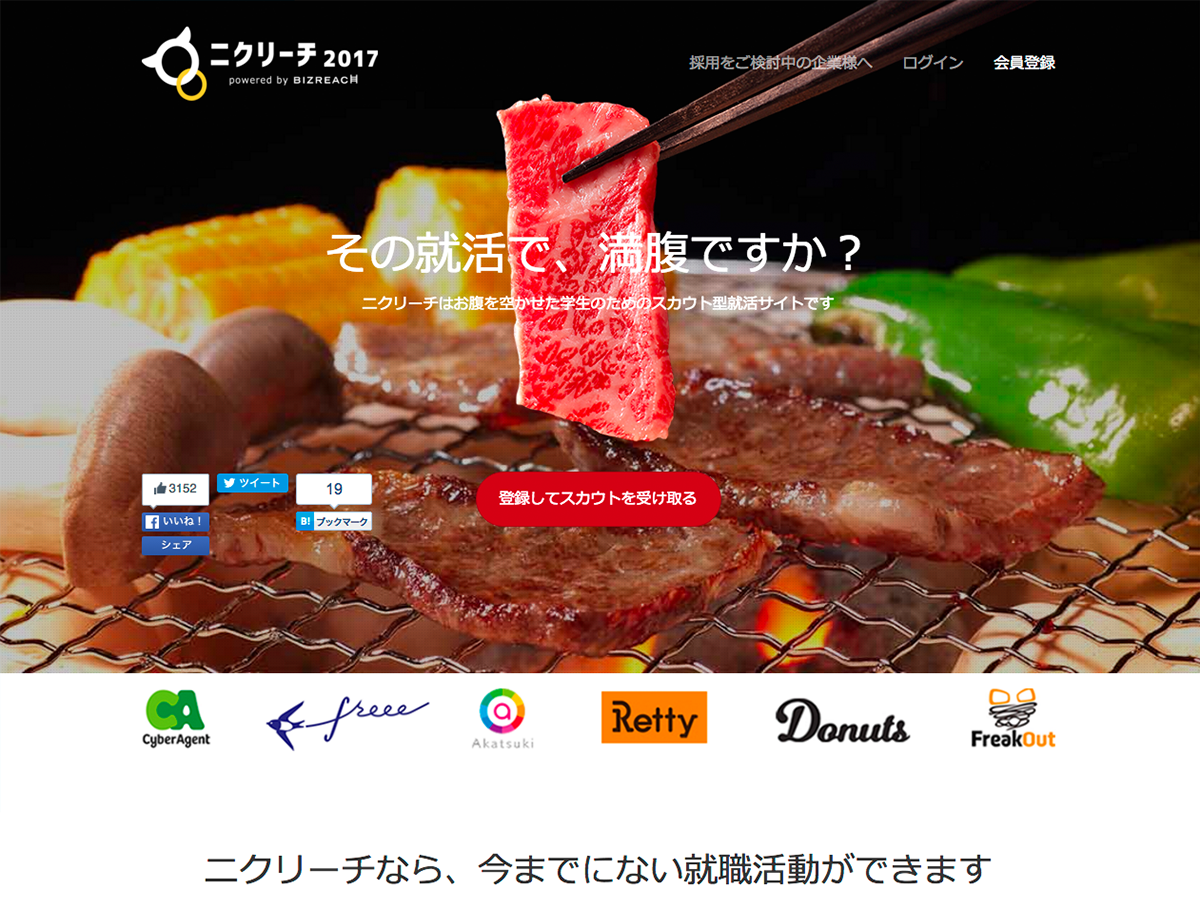 ニクリーチ 2017
powered by BIZREACH
採用をご検討中の企業様へ
ログイン
会員登録
その就活で、満腹ですか？
ニクリーチはお腹を空かせた学生のためのスカウト型就活サイトです
3152
いいね！
シェア
ツイート
19
B! ブックマーク
登録してスカウトを受け取る
CA
CyberAgent
freee
a
Akatsuki
Retty
Donuts
FreakOut
ニクリーチなら、今までにない就職活動ができます